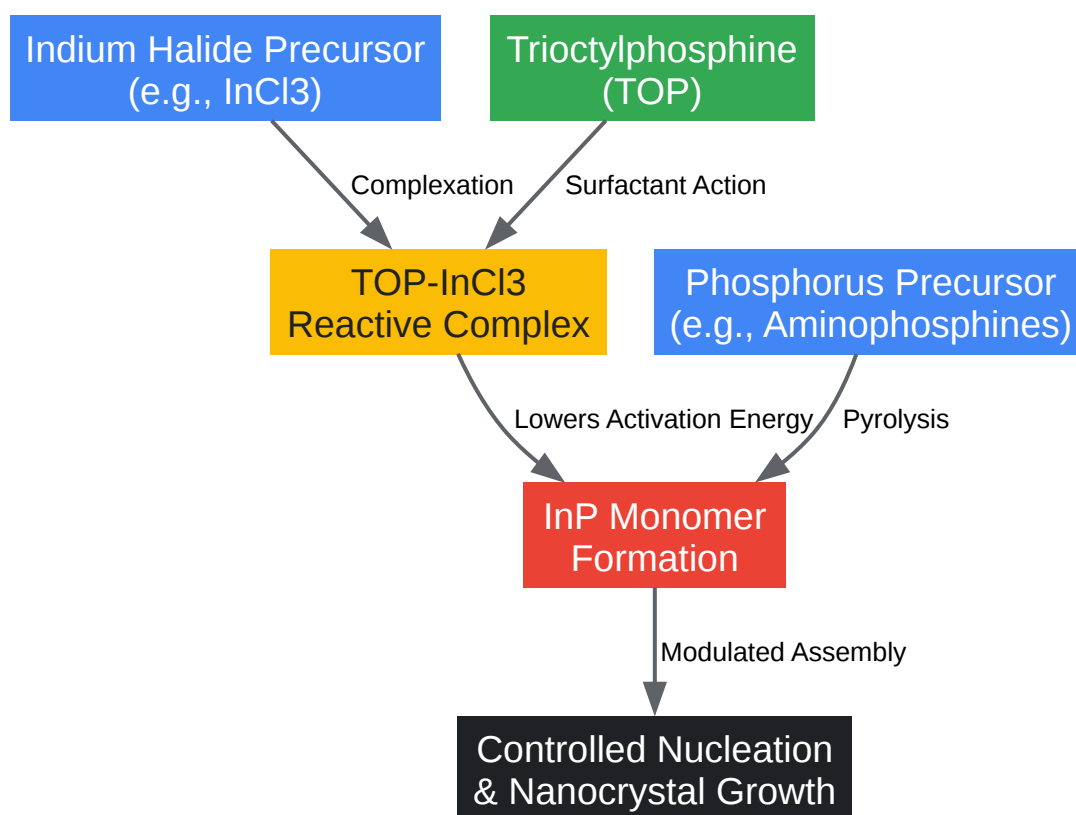 Indium Halide Precursor
(e.g., InCl3)
Trioctylphosphine
(TOP)
Complexation
Surfactant Action
TOP-InCl3
Reactive Complex
Phosphorus Precursor
(e.g., Aminophosphines)
Lowers Activation Energy
Pyrolysis
InP Monomer
Formation
Modulated Assembly
Controlled Nucleation
& Nanocrystal Growth